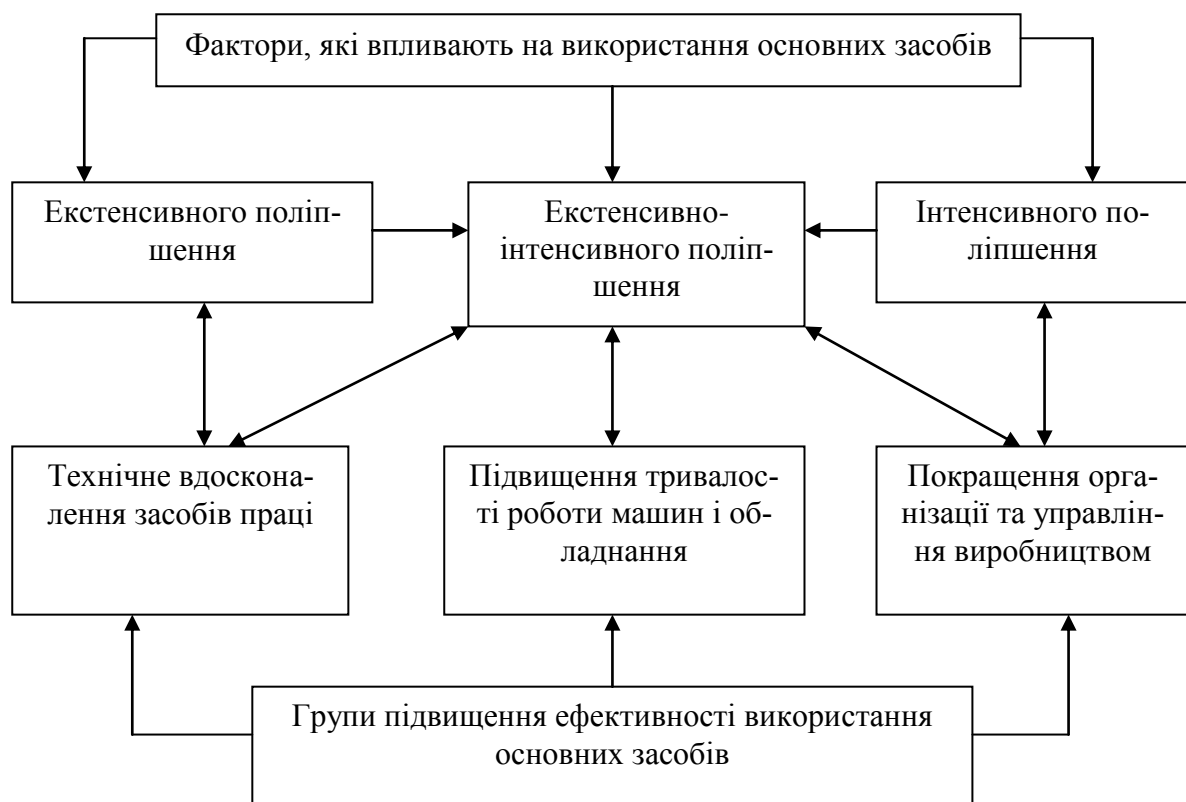 Фактори, які впливають на використання основних засобів
Екстенсивного поліп-
шення
Екстенсивно-
інтенсивного поліп-
шення
Інтенсивного по-
ліпшення
Технічне вдоскона-
лення засобів праці
Підвищення тривалос-
ті роботи машин і об-
ладнання
Покращення орга-
нізації та управлін-
ня виробництвом
Групи підвищення ефективності використання
основних засобів